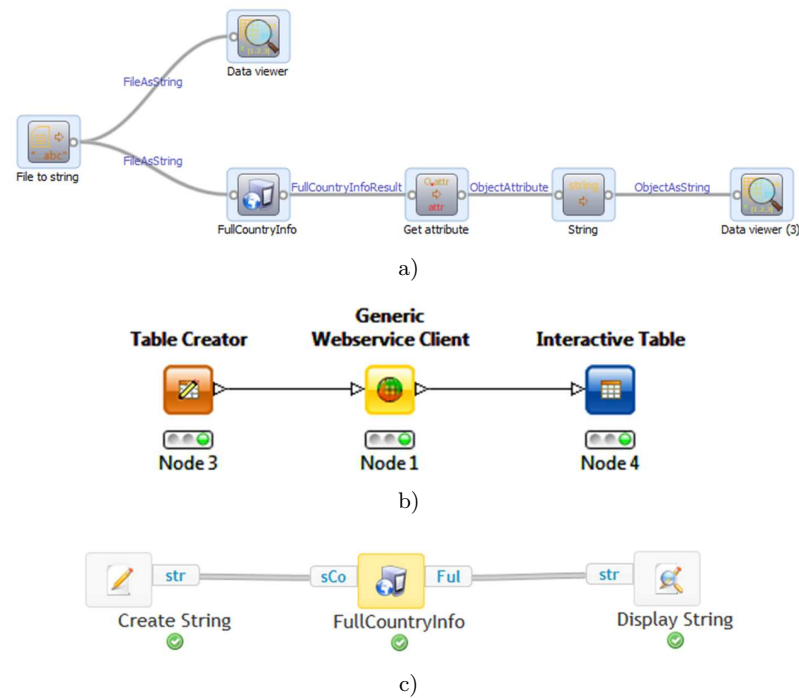 Data viewer
FileAsString
File to string
FileAsString
FullCountryInfoResult
ObjectAttribute
ObjectAsString
FullCountryInfo
Get attribute
String
Data viewer (3)
a)
Table Creator
Generic
Webservice Client
Interactive Table
Node 3
Node 1
Node 4
b)
str
sCo
Ful
str
Create String
FullCountryInfo
Display String
c)